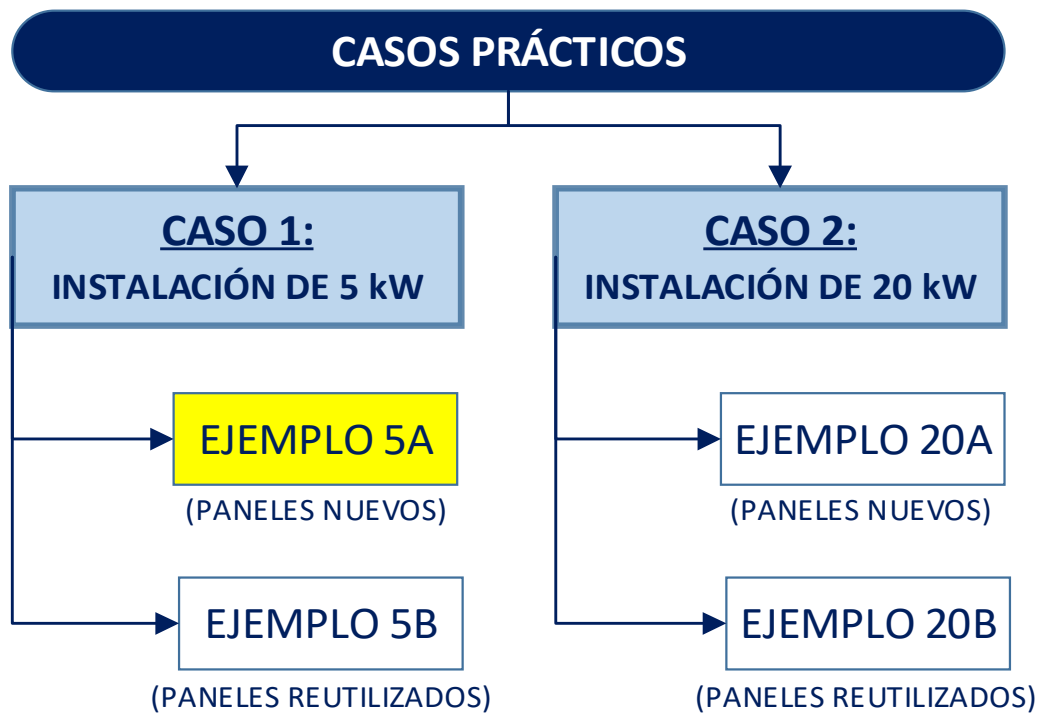 CASOS PRÁCTICOS
CASO 1:
INSTALACIÓN DE 5 kW
EJEMPLO 5A
(PANELES NUEVOS)
EJEMPLO 5B
(PANELES REUTILIZADOS)
CASO 2:
INSTALACIÓN DE 20 kW
EJEMPLO 20A
(PANELES NUEVOS)
EJEMPLO 20B
(PANELES REUTILIZADOS)